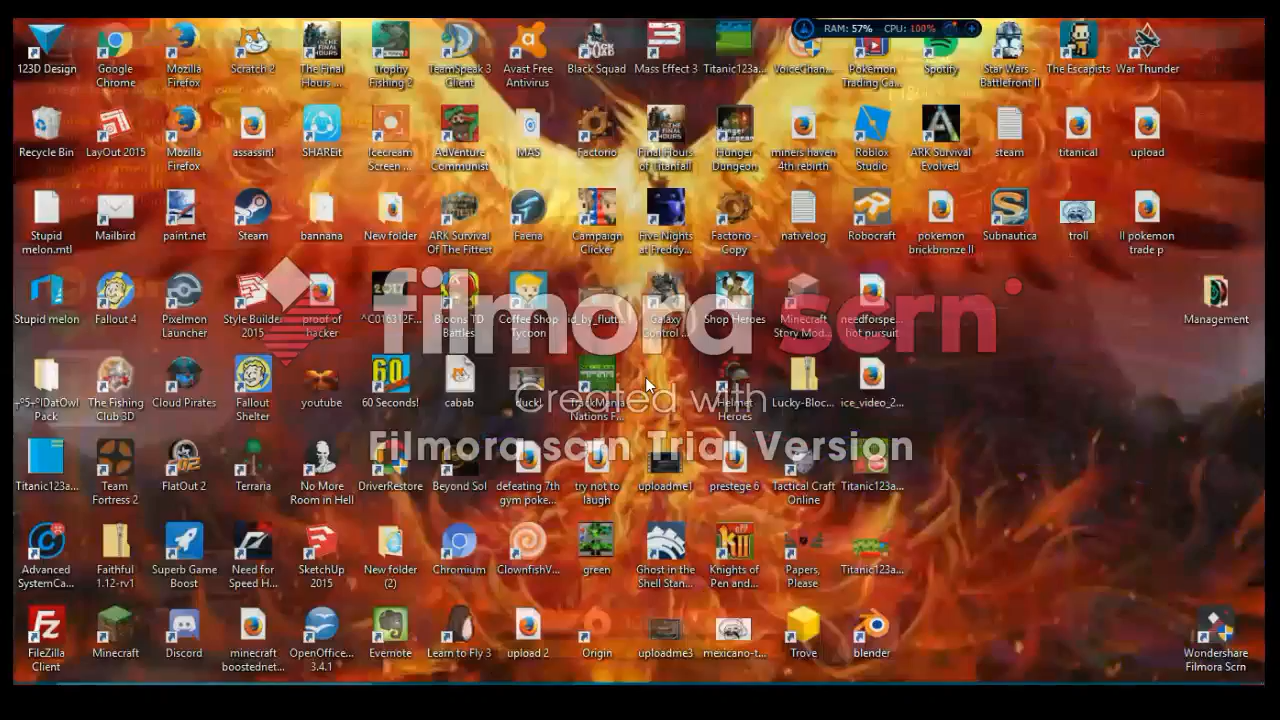 RAM: 57% CPU: 100%
123D Design
Google Chrome
Mozilla Firefox
Scratch 2
The Final Hours ...
Trophy Fishing 2
TeamSpeak 3 Client
Avast Free Antivirus
Black Squad
Mass Effect 3
Titanic123a...
VoiceChan...
Pokemon Trading Ga...
Spotify
Star Wars - Battlefront II
The Escapists
War Thunder
Recycle Bin
LayOut 2015
Mozilla Firefox
assassin!
SHAREit
Icecream Screen ...
AdVenture Communist
MAS
Factorio
Final Hours of Titanfall
Hunger Dungeon
miners haven 4th rebirth
Roblox Studio
ARK Survival Evolved
steam
titanical
upload
Stupid melon.mtl
Mailbird
paint.net
Steam
bannana
New folder
ARK Survival Of The Fittest
Faeria
Campaign Clicker
Five Nights at Freddy...
Factorio - Copy
nativelog
Robocraft
pokemon brickbronze.II
Subnautica
troll
II pokemon trade p
Stupid melon
Fallout 4
Pixelmon Launcher
Style Builder 2015
proof of hacker
^C016312F...
Bloons TD Battles
Coffee Shop Tycoon
id_by_flutt...
Galaxy Control ...
Shop Heroes
Minecraft Story Mod...
needforspe... hot pursuit
Management
filmora scrn
The Fishing Club 3D
Cloud Pirates
Fallout Shelter
youtube
60 Seconds!
cabab
duck!
TrackMania Nations F...
Helmet Heroes
Lucky-Bloc...
ice_video_2...
Created with
Filmora scrn Trial Version
Titanic123a...
Team Fortress 2
FlatOut 2
Terraria
No More Room in Hell
DriverRestore
Beyond Sol
defeating 7th gym poke...
try not to laugh
uploadme1
prestege 6
Tactical Craft Online
Titanic123a...
Advanced SystemCa...
Faithful 1.12-rv1
Superb Game Boost
Need for Speed H...
SketchUp 2015
New folder (2)
Chromium
ClownfishV...
green
Ghost in the Shell Stan...
Knights of Pen and...
Papers, Please
Titanic123a...
FileZilla Client
Minecraft
Discord
minecraft boostednet...
OpenOffice... 3.4.1
Evernote
Learn to Fly 3
upload 2
Origin
uploadme3
mexicano-t...
Trove
blender
Wondershare Filmora Scrn